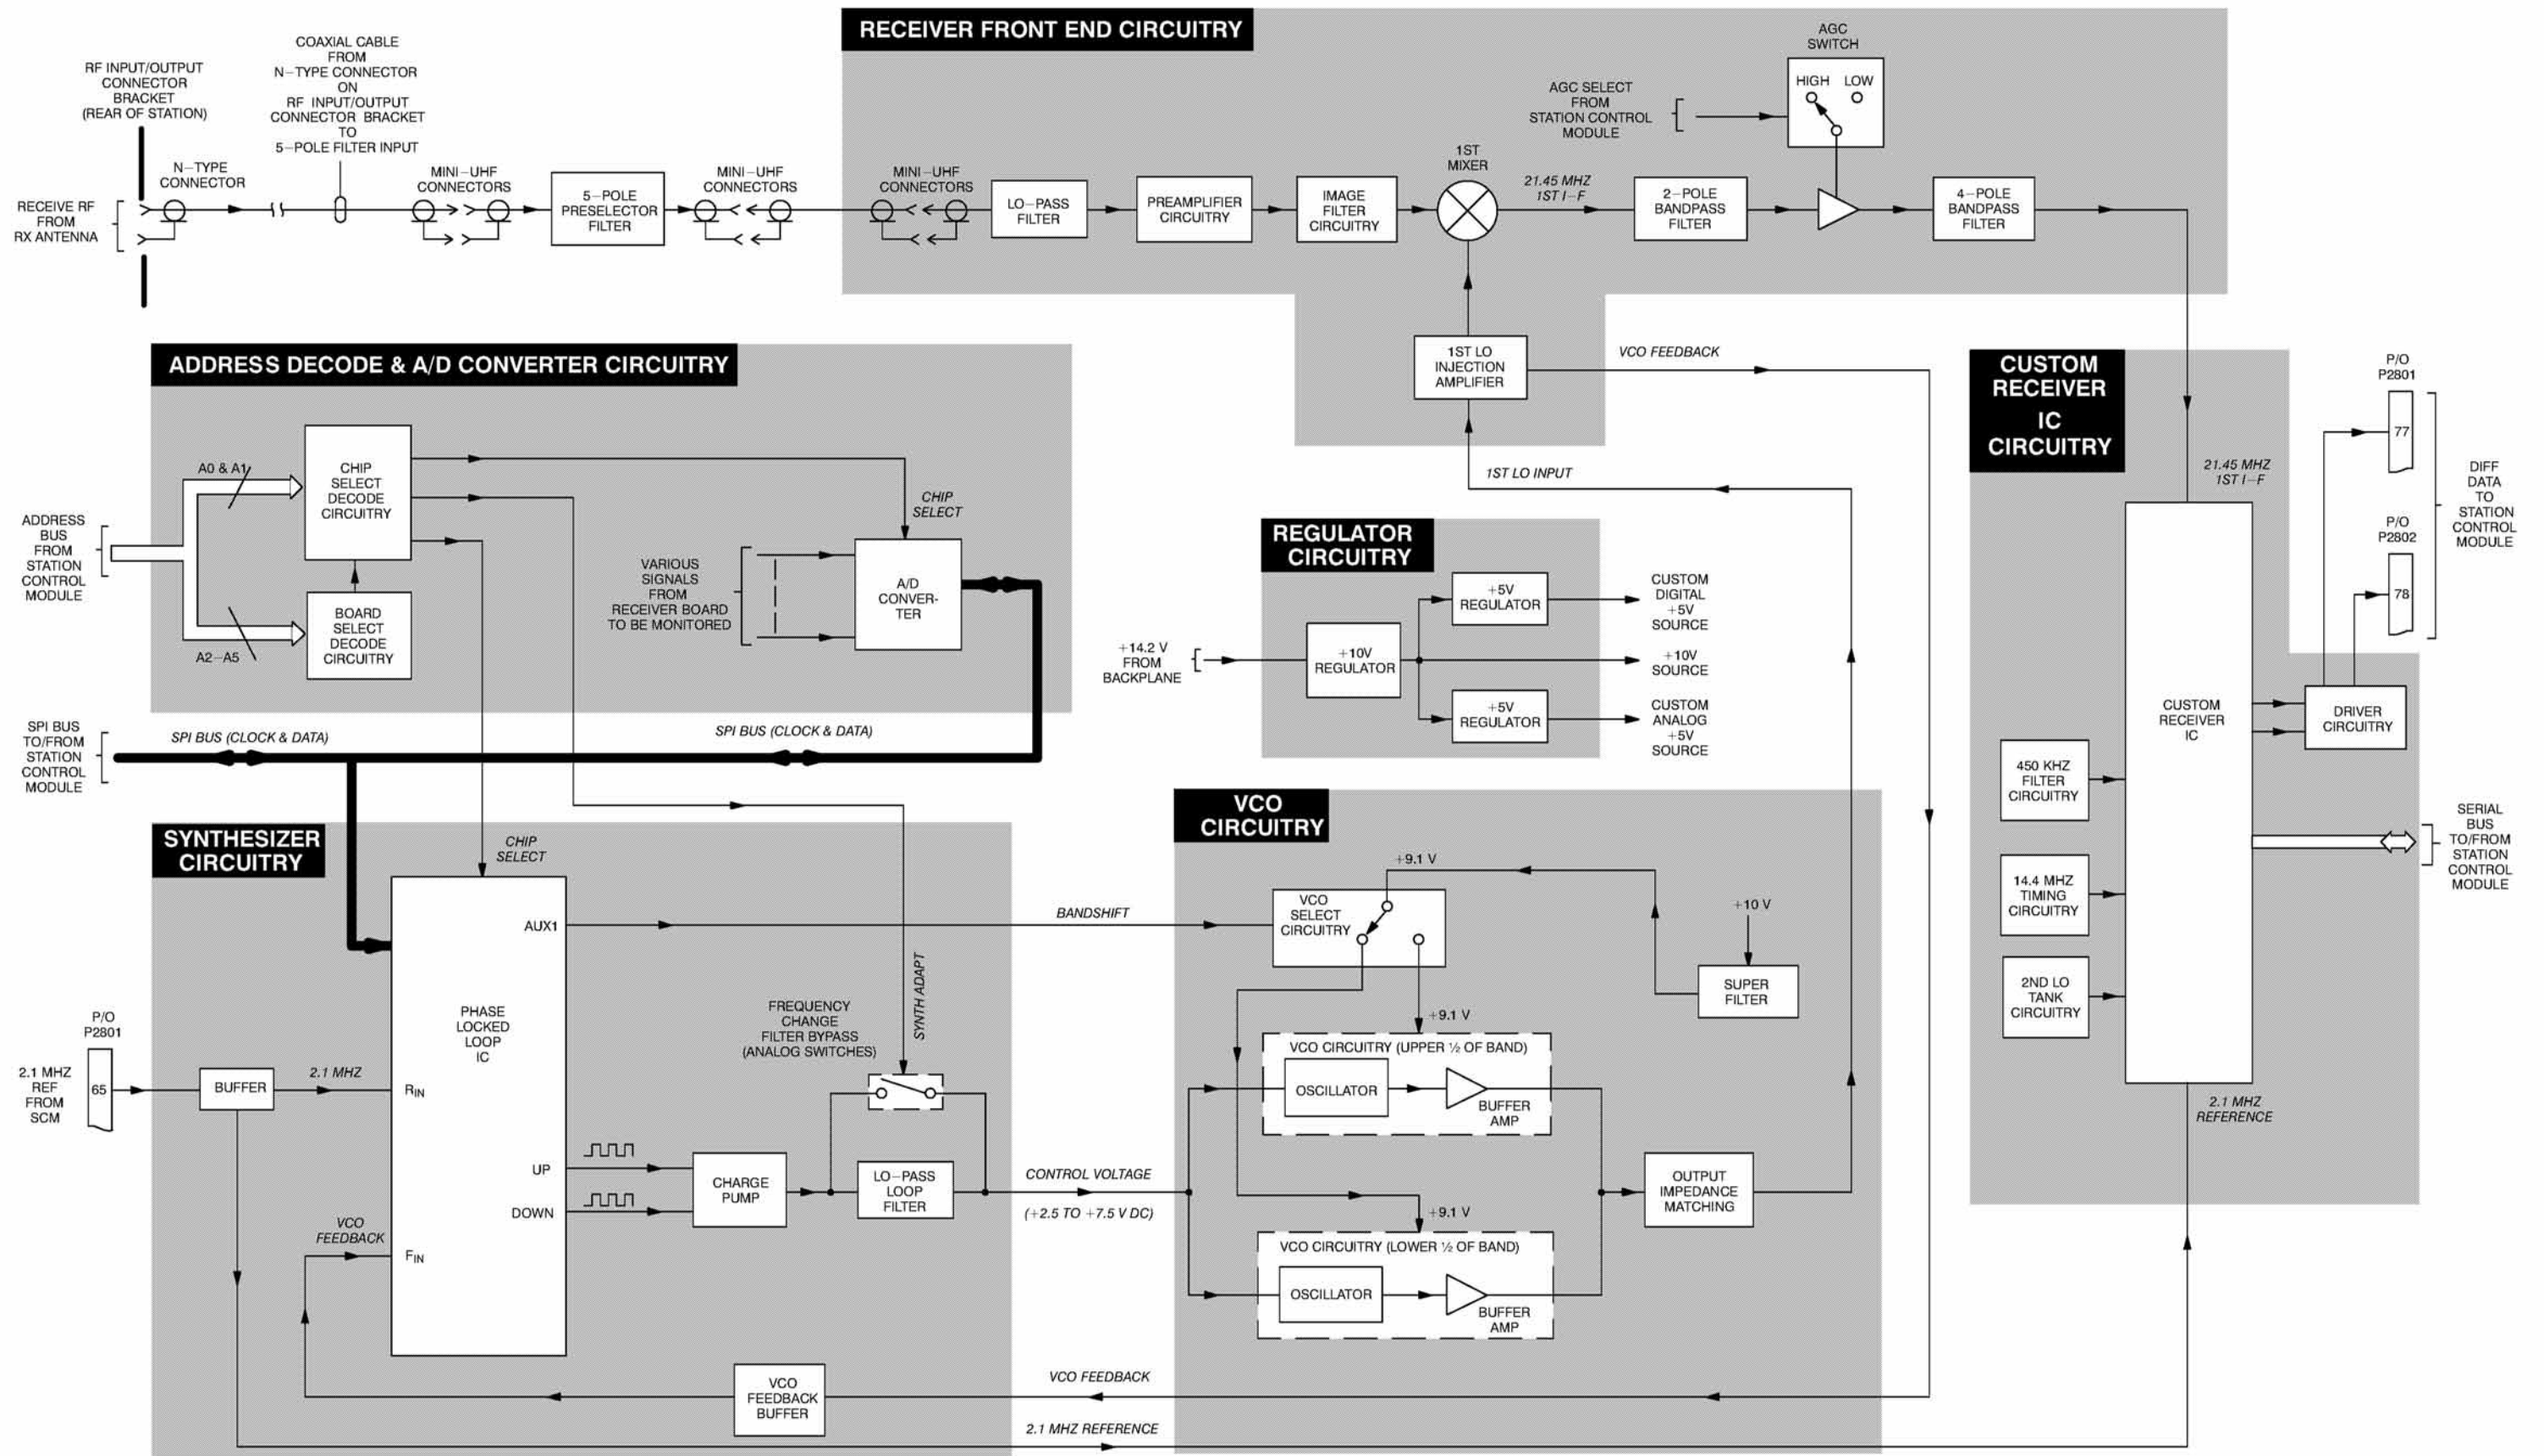 RECEIVER FRONT END CIRCUITRY
RF INPUT/OUTPUT
CONNECTOR
BRACKET
(REAR OF STATION)
COAXIAL CABLE
FROM
N–TYPE CONNECTOR
ON
RF INPUT/OUTPUT
CONNECTOR BRACKET
TO
5–POLE FILTER INPUT
N–TYPE
CONNECTOR
RECEIVE RF
FROM
RX ANTENNA
MINI–UHF
CONNECTORS
5–POLE
PRESELECTOR
FILTER
MINI–UHF
CONNECTORS
MINI–UHF
CONNECTORS
LO–PASS
FILTER
PREAMPLIFIER
CIRCUITRY
IMAGE
FILTER
CIRCUITRY
1ST
MIXER
21.45 MHZ
1ST I–F
AGC SELECT
FROM
STATION CONTROL
MODULE
AGC
SWITCH
HIGH LOW
2–POLE
BANDPASS
FILTER
4–POLE
BANDPASS
FILTER
1ST LO
INJECTION
AMPLIFIER
VCO FEEDBACK
1ST LO INPUT
ADDRESS DECODE & A/D CONVERTER CIRCUITRY
ADDRESS
BUS
FROM
STATION
CONTROL
MODULE
A0 & A1
A2–A5
CHIP
SELECT
DECODE
CIRCUITRY
BOARD
SELECT
DECODE
CIRCUITRY
VARIOUS
SIGNALS
FROM
RECEIVER BOARD
TO BE MONITORED
CHIP
SELECT
A/D
CONVER-
TER
SPI BUS
TO/FROM
STATION
CONTROL
MODULE
SPI BUS (CLOCK & DATA)
SPI BUS (CLOCK & DATA)
REGULATOR
CIRCUITRY
+14.2 V
FROM
BACKPLANE
+10V
REGULATOR
+5V
REGULATOR
+5V
REGULATOR
CUSTOM
DIGITAL
+5V
SOURCE
+10V
SOURCE
CUSTOM
ANALOG
+5V
SOURCE
CUSTOM
RECEIVER
IC
CIRCUITRY
21.45 MHZ
1ST I–F
P/O
P2801
77
P/O
P2802
78
DIFF
DATA
TO
STATION
CONTROL
MODULE
CUSTOM
RECEIVER
IC
DRIVER
CIRCUITRY
450 KHZ
FILTER
CIRCUITRY
14.4 MHZ
TIMING
CIRCUITRY
2ND LO
TANK
CIRCUITRY
SERIAL
BUS
TO/FROM
STATION
CONTROL
MODULE
2.1 MHZ
REFERENCE
SYNTHESIZER
CIRCUITRY
CHIP
SELECT
P/O
P2801
65
2.1 MHZ
REF
FROM
SCM
BUFFER
2.1 MHZ
PHASE
LOCKED
LOOP
IC
AUX1
RIN
UP
DOWN
FIN
VCO
FEEDBACK
FREQUENCY
CHANGE
FILTER BYPASS
(ANALOG SWITCHES)
SYNTH ADAPT
CHARGE
PUMP
LO–PASS
LOOP
FILTER
BANDSHIFT
CONTROL VOLTAGE
(+2.5 TO +7.5 V DC)
VCO
FEEDBACK
BUFFER
VCO FEEDBACK
2.1 MHZ REFERENCE
VCO
CIRCUITRY
+9.1 V
VCO
SELECT
CIRCUITRY
+10 V
SUPER
FILTER
+9.1 V
VCO CIRCUITRY (UPPER ½ OF BAND)
OSCILLATOR
BUFFER
AMP
+9.1 V
VCO CIRCUITRY (LOWER ½ OF BAND)
OSCILLATOR
BUFFER
AMP
OUTPUT
IMPEDANCE
MATCHING